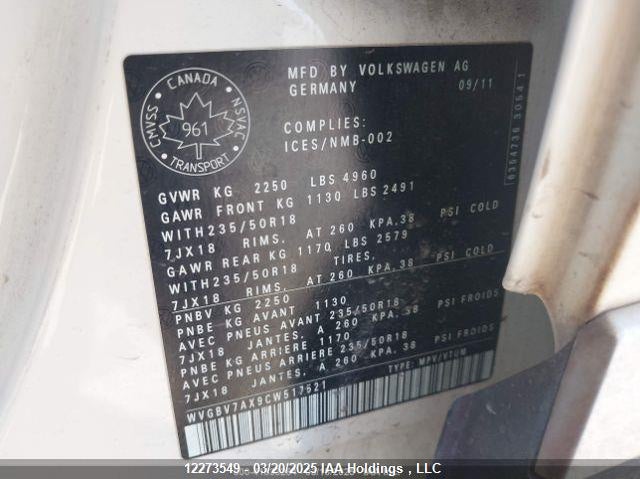 CANADA
CMVSS
NSVAC
961
TRANSPORT
MFD BY VOLKSWAGEN AG
GERMANY 09/11
COMPLIES:
ICES/NMB-002
GVWR KG 2250 LBS 4960
GAWR FRONT KG 1130 LBS 2491
WITH235/50R18
7JX18 RIMS, AT 260 KPA,38 PSI COLD
GAWR REAR KG 1170 LBS 2579
WITH235/50R18 TIRES,
7JX18 RIMS, AT 260 KPA,38 PSI COLD
PNBV KG 2250
PNBE KG AVANT 1130
AVEC PNEUS AVANT 235/50R18
7JX18 JANTES, A 260 KPA,38 PSI FROIDS
PNBE KG ARRIERE 1170
AVEC PNEUS ARRIERE 235/50R18
7JX18 JANTES, A 260 KPA,38 PSI FROIDS
WVGBV7AX9CW517521 TYPE:
12273549 - 03/20/2025 IAA Holdings , LLC